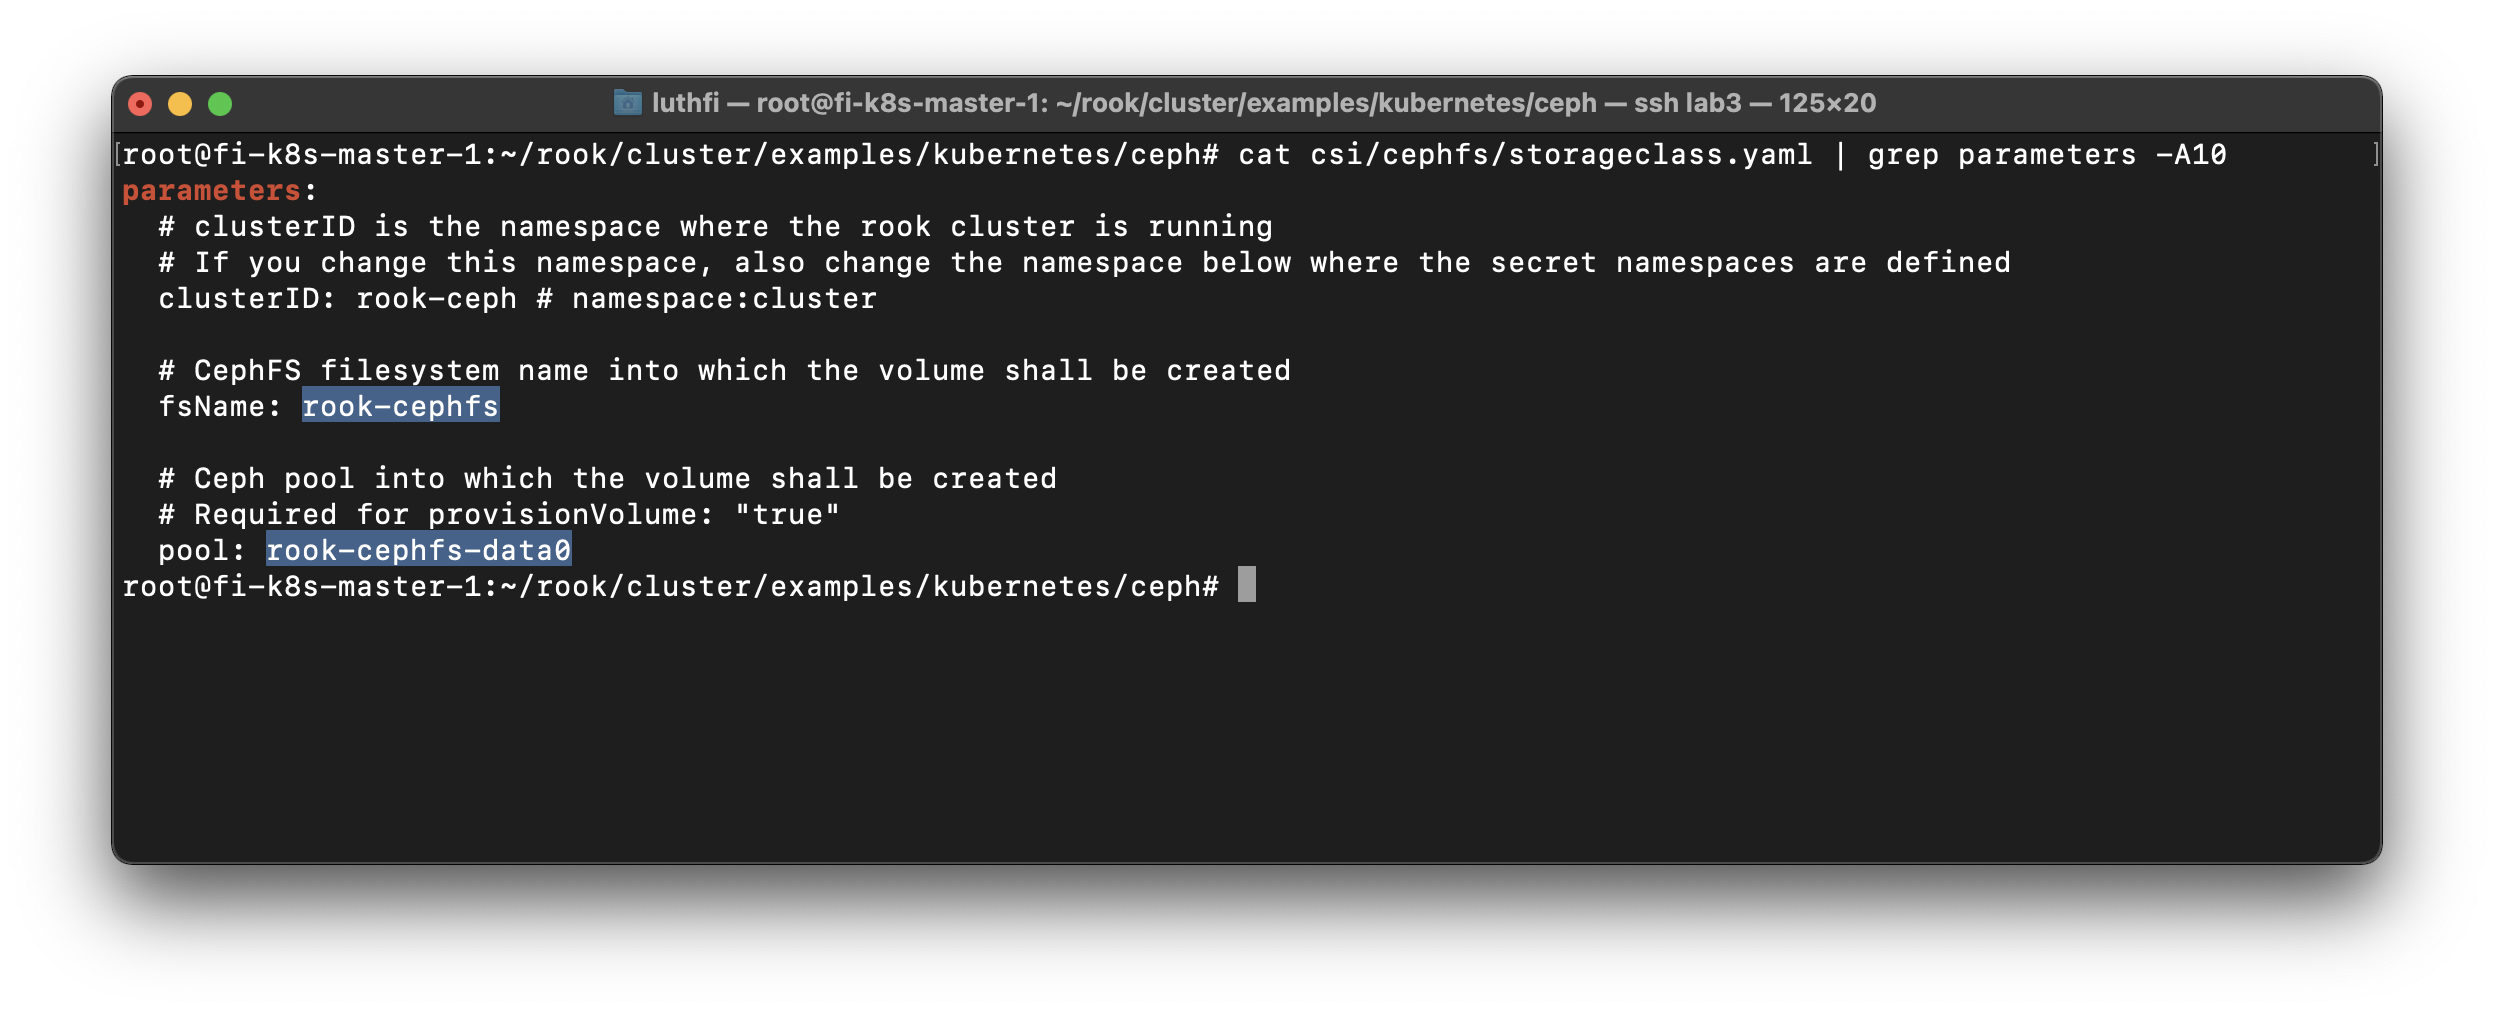 luthfi — root@fi-k8s-master-1: ~/rook/cluster/examples/kubernetes/ceph — ssh lab3 — 125×20
[root@fi-k8s-master-1:~/rook/cluster/examples/kubernetes/ceph# cat csi/cephfs/storageclass.yaml | grep parameters -A10 ]
parameters:
  # clusterID is the namespace where the rook cluster is running
  # If you change this namespace, also change the namespace below where the secret namespaces are defined
  clusterID: rook-ceph # namespace:cluster

  # CephFS filesystem name into which the volume shall be created
  fsName: rook-cephfs

  # Ceph pool into which the volume shall be created
  # Required for provisionVolume: "true"
  pool: rook-cephfs-data0
root@fi-k8s-master-1:~/rook/cluster/examples/kubernetes/ceph#